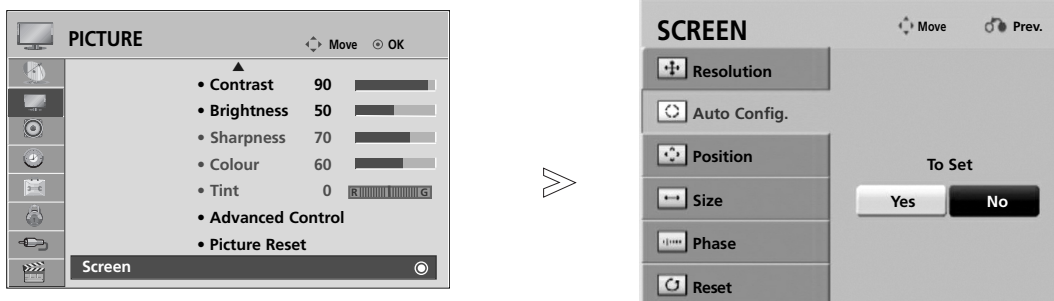 PICTURE
Move OK
• Contrast 90
• Brightness 50
• Sharpness 70
• Colour 60
• Tint 0 R G
• Advanced Control
• Picture Reset
Screen
SCREEN
Move Prev.
Resolution
Auto Config.
Position
Size
Phase
Reset
To Set
Yes No